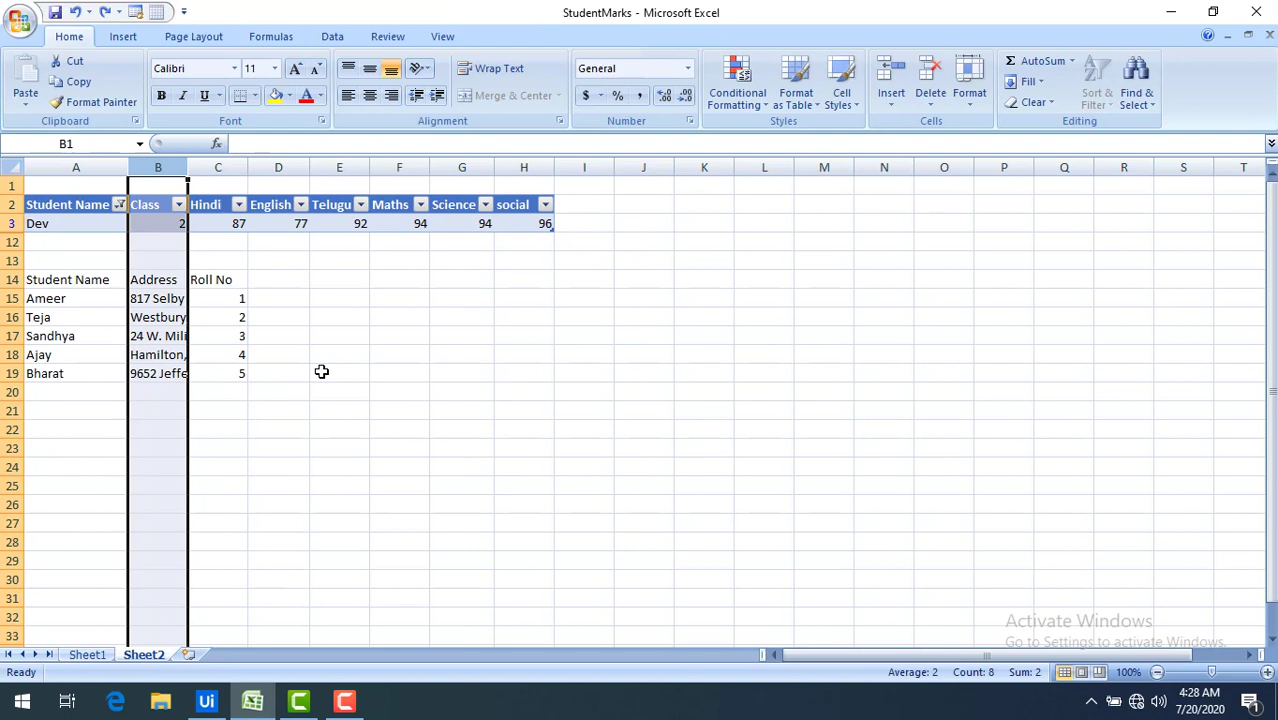 StudentMarks - Microsoft Excel
Home Insert Page Layout Formulas Data Review View
Paste
Cut
Copy
Format Painter
Clipboard
Calibri 11
B I U A A A
Font
Wrap Text
Merge & Center
Alignment
General
$ % ,
Number
Conditional Formatting
Format as Table
Cell Styles
Styles
Insert Delete Format
Cells
AutoSum
Fill
Clear
Sort & Filter
Find & Select
Editing
B1 fx
A B C D E F G H I J K L M N O P Q R S T
1
2 Student Name Class Hindi English Telugu Maths Science social
3 Dev 2 87 77 92 94 94 96
12
13
14 Student Name Address Roll No
15 Ameer 817 Selby 1
16 Teja Westbury 2
17 Sandhya 24 W. Mili 3
18 Ajay Hamilton, 4
19 Bharat 9652 Jeffe 5
20
21
22
23
24
25
26
27
28
29
30
31
32
33
Activate Windows
Go to Settings to activate Windows.
Sheet1 Sheet2
Ready Average: 2 Count: 8 Sum: 2 100%
Ui
4:28 AM
7/20/2020
1